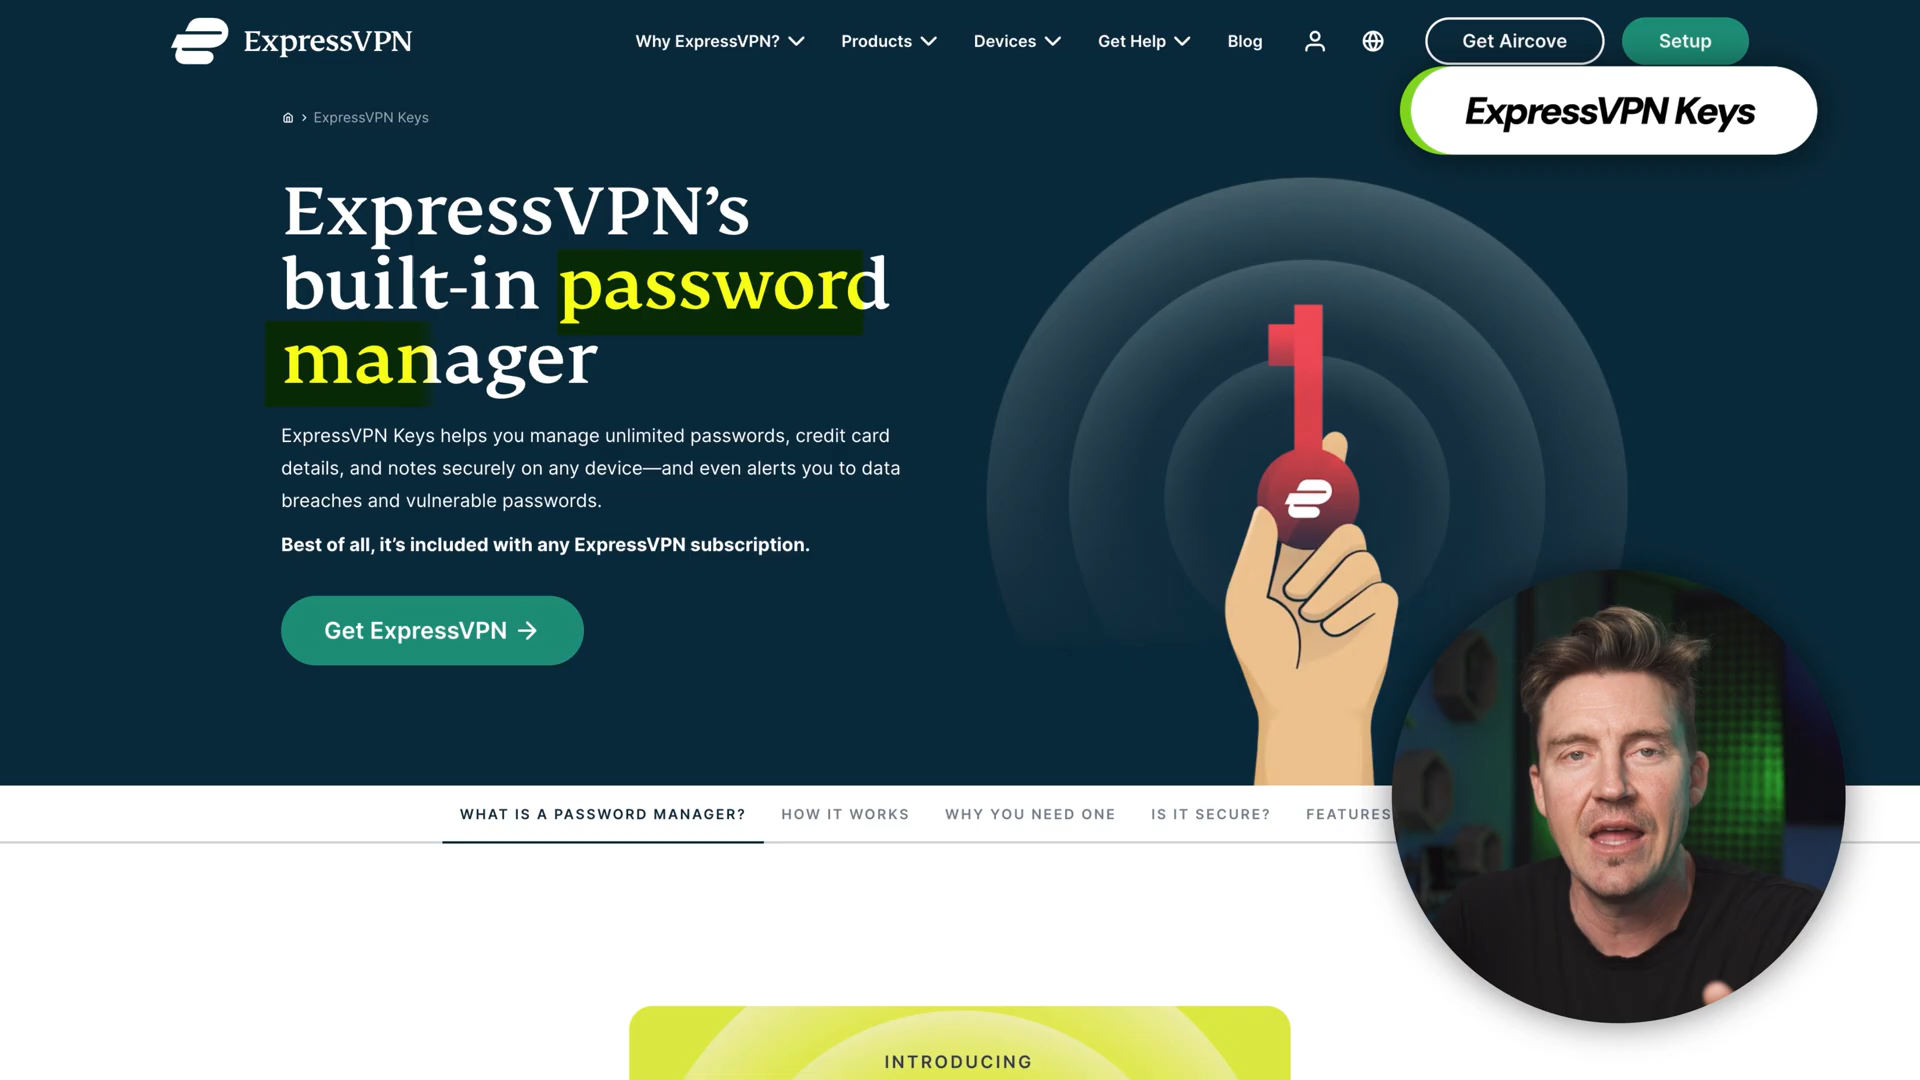 ExpressVPN
Why ExpressVPN?
Products
Devices
Get Help
Blog
Get Aircove
Setup
ExpressVPN Keys
ExpressVPN Keys
ExpressVPN’s
built-in password
manager
ExpressVPN Keys helps you manage unlimited passwords, credit card
details, and notes securely on any device—and even alerts you to data
breaches and vulnerable passwords.
Best of all, it’s included with any ExpressVPN subscription.
Get ExpressVPN
WHAT IS A PASSWORD MANAGER?
HOW IT WORKS
WHY YOU NEED ONE
IS IT SECURE?
FEATURES
INTRODUCING